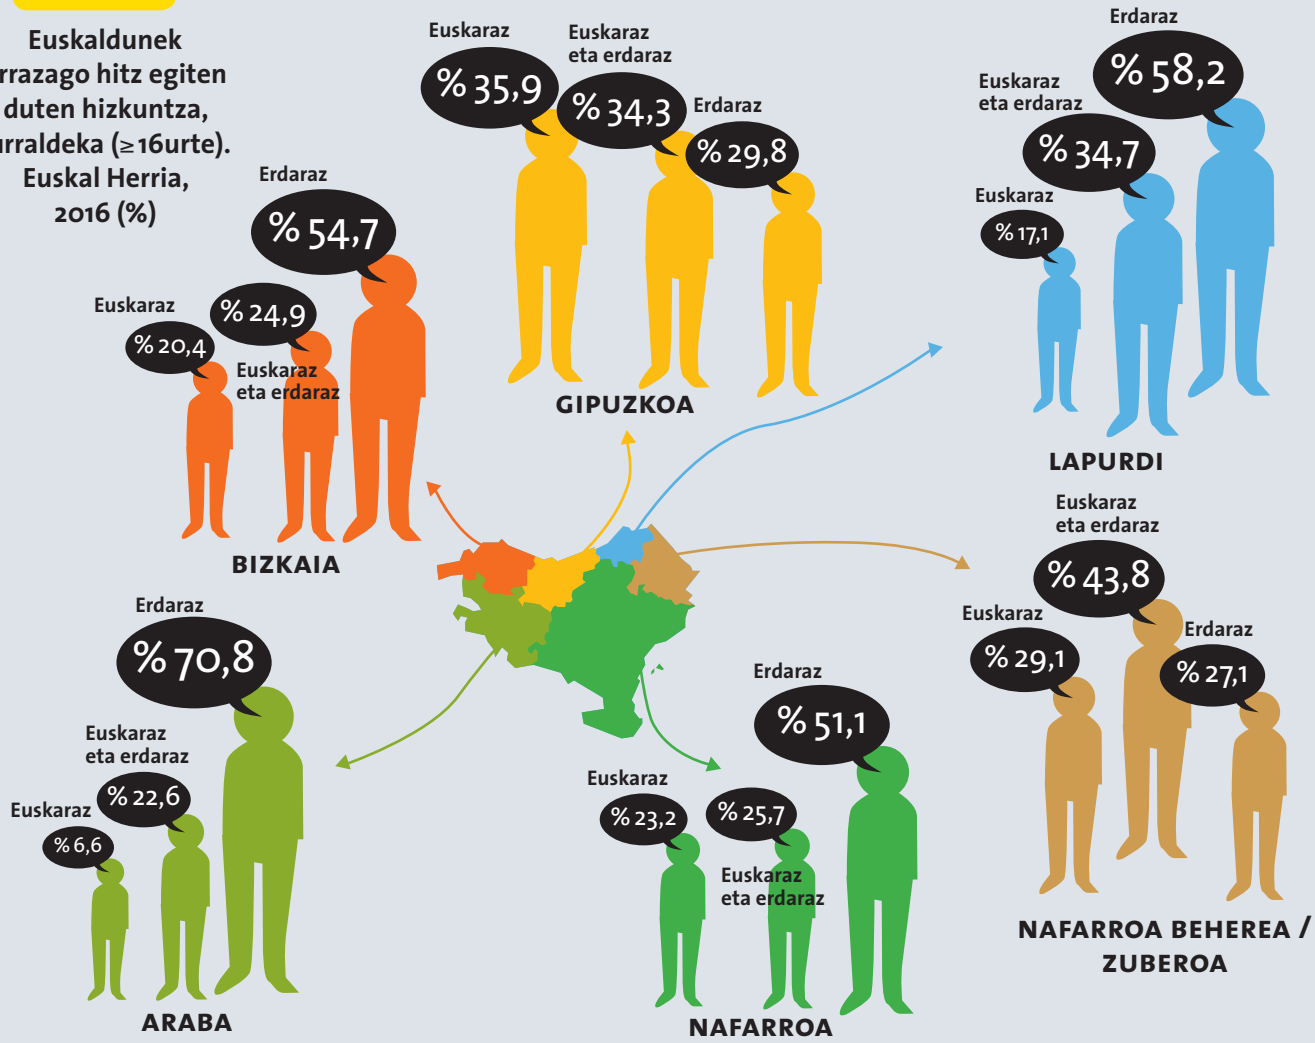 Euskaldunek
rrazago hitz egiten
duten hizkuntza,
urraldeka (≥16urte).
Euskal Herria,
2016 (%)
Euskaraz
% 35,9
Euskaraz
eta erdaraz
% 34,3
Erdaraz
% 29,8
GIPUZKOA
Erdaraz
% 58,2
Euskaraz
eta erdaraz
% 34,7
Euskaraz
% 17,1
LAPURDI
Erdaraz
% 54,7
Euskaraz
% 20,4
% 24,9
Euskaraz
eta erdaraz
BIZKAIA
Euskaraz
eta erdaraz
% 43,8
Euskaraz
% 29,1
Erdaraz
% 27,1
NAFARROA BEHEREA /
ZUBEROA
Erdaraz
% 70,8
Euskaraz
eta erdaraz
% 22,6
Euskaraz
% 6,6
ARABA
Erdaraz
% 51,1
Euskaraz
% 23,2
% 25,7
Euskaraz
eta erdaraz
NAFARROA